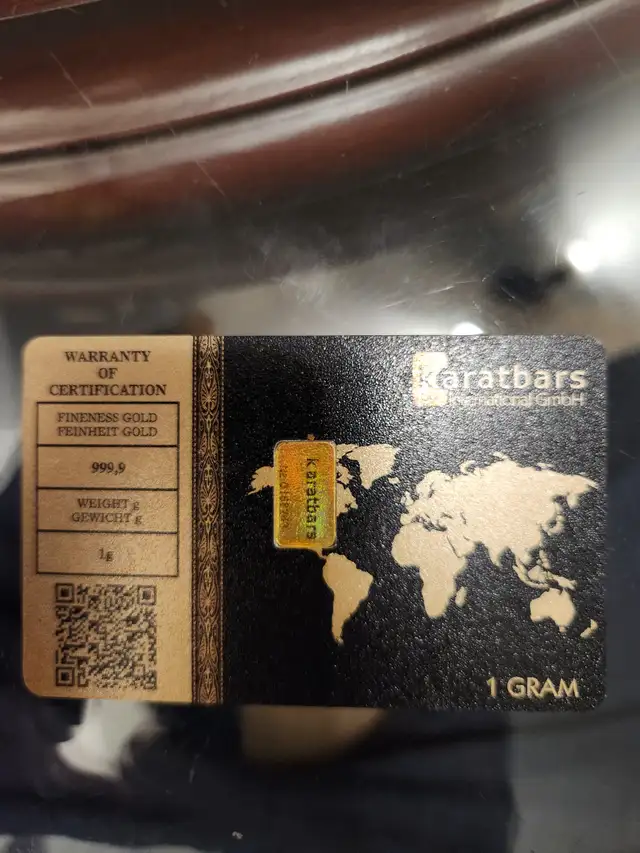 WARRANTY
OF
CERTIFICATION
FINENESS GOLD
FEINHEIT GOLD
999,9
WEIGHT g
GEWICHT g
1g
karatbars
International GmbH
karatbars
1 GRAM